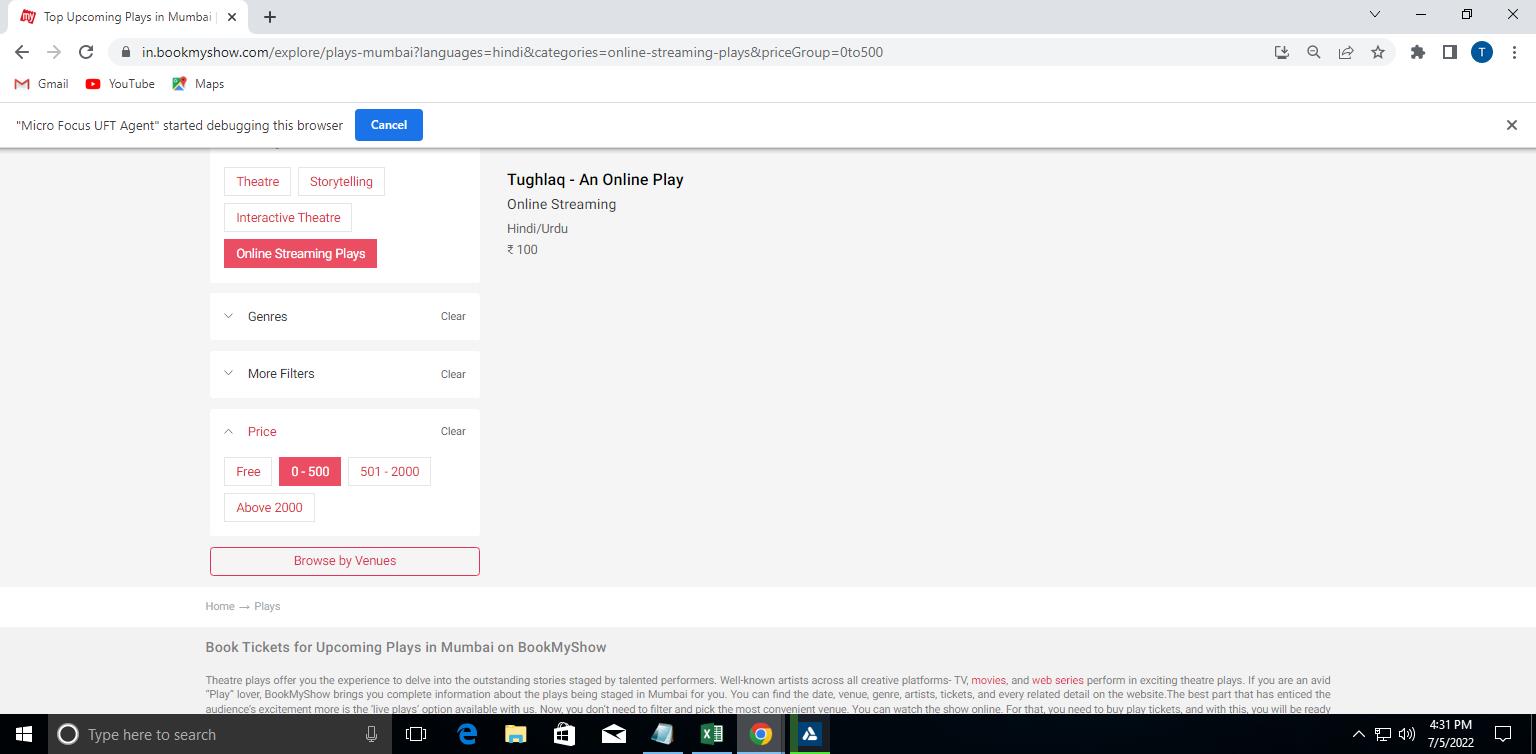 Top Upcoming Plays in Mumbai |
in.bookmyshow.com/explore/plays-mumbai?languages=hindi&categories=online-streaming-plays&priceGroup=0to500
T
Gmail YouTube Maps
"Micro Focus UFT Agent" started debugging this browser Cancel
Theatre Storytelling
Interactive Theatre
Online Streaming Plays
Tughlaq - An Online Play
Online Streaming
Hindi/Urdu
₹ 100
Genres Clear
More Filters Clear
Price Clear
Free 0 - 500 501 - 2000
Above 2000
Browse by Venues
Home → Plays
Book Tickets for Upcoming Plays in Mumbai on BookMyShow
Theatre plays offer you the experience to delve into the outstanding stories staged by talented performers. Well-known artists across all creative platforms- TV, movies, and web series perform in exciting theatre plays. If you are an avid
"Play" lover, BookMyShow brings you complete information about the plays being staged in Mumbai for you. You can find the date, venue, genre, artists, tickets, and every related detail on the website.The best part that has enticed the
audience's excitement more is the 'live plays' option available with us. Now, you don't need to filter and pick the most convenient venue. You can watch the show online. For that, you need to buy play tickets, and with this, you will be ready
Type here to search
4:31 PM
7/5/2022